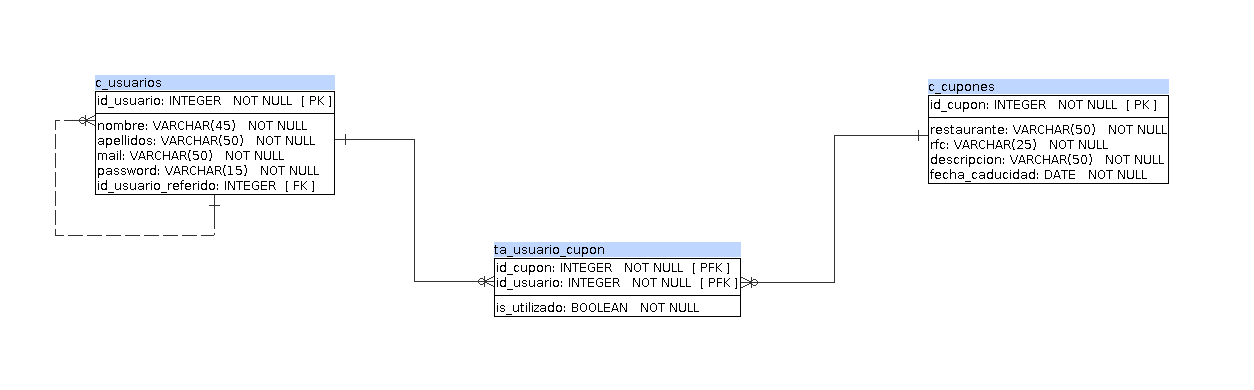 c_usuarios
id_usuario: INTEGER NOT NULL [ PK ]
nombre: VARCHAR(45) NOT NULL
apellidos: VARCHAR(50) NOT NULL
mail: VARCHAR(50) NOT NULL
password: VARCHAR(15) NOT NULL
id_usuario_referido: INTEGER [ FK ]
c_cupones
id_cupon: INTEGER NOT NULL [ PK ]
restaurante: VARCHAR(50) NOT NULL
rfc: VARCHAR(25) NOT NULL
descripcion: VARCHAR(50) NOT NULL
fecha_caducidad: DATE NOT NULL
ta_usuario_cupon
id_cupon: INTEGER NOT NULL [ PFK ]
id_usuario: INTEGER NOT NULL [ PFK ]
is_utilizado: BOOLEAN NOT NULL